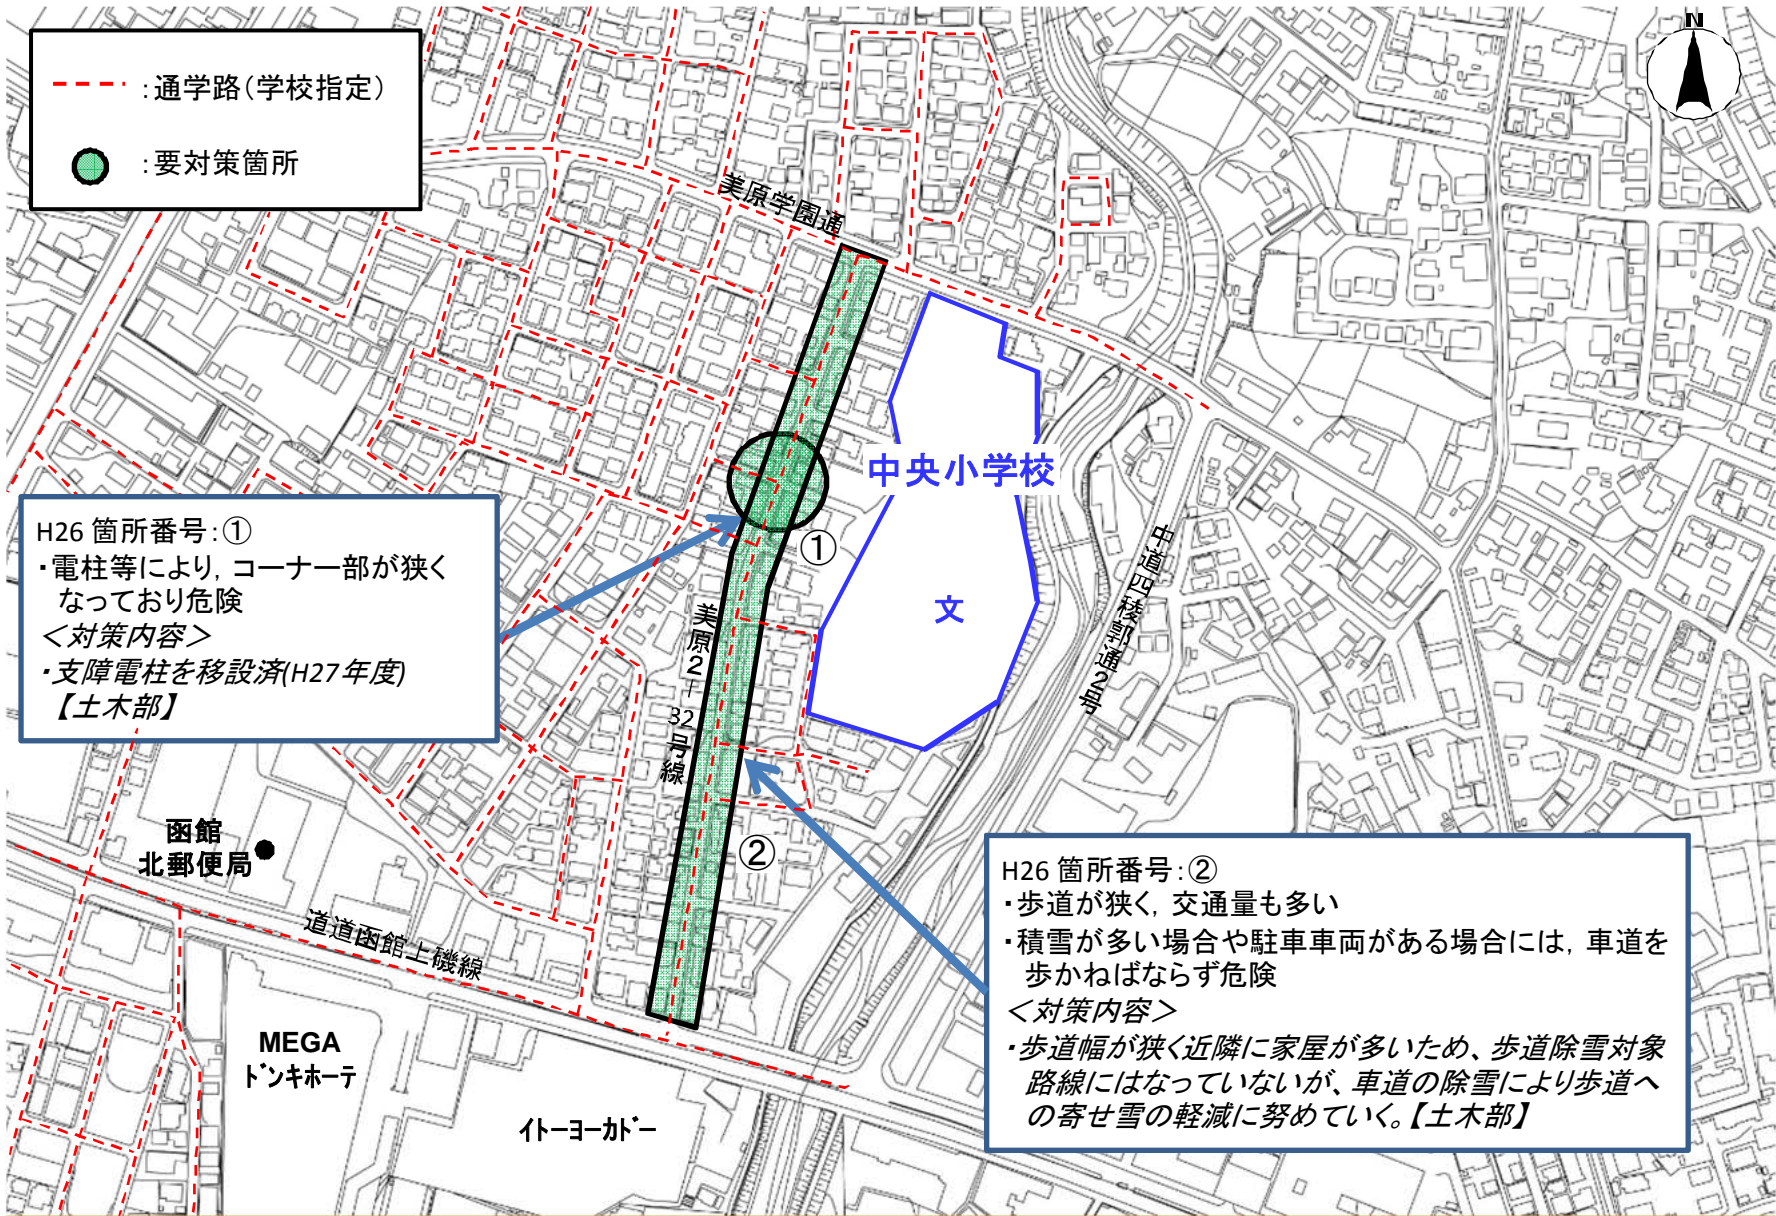 N
:通学路(学校指定)
:要対策箇所
美原学園通
中央小学校
文
中道四稜郭通2号
①
H26 箇所番号:①
・電柱等により, コーナー部が狭く
なっており危険
＜対策内容＞
・支障電柱を移設済(H27年度)
【土木部】
美原2-32号線
②
函館
北郵便局
道道函館上磯線
MEGA
ドンキホーテ
イトーヨーカドー
H26 箇所番号:②
・歩道が狭く, 交通量も多い
・積雪が多い場合や駐車車両がある場合には, 車道を
歩かねばならず危険
＜対策内容＞
・歩道幅が狭く近隣に家屋が多いため、歩道除雪対象
路線にはなっていないが、車道の除雪により歩道へ
の寄せ雪の軽減に努めていく。【土木部】